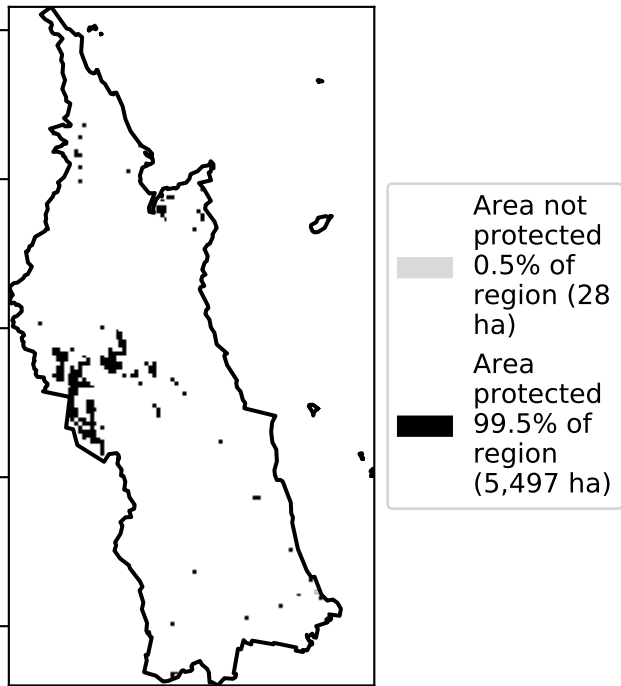 Area not
protected
0.5% of
region (28
ha)
Area
protected
99.5% of
region
(5,497 ha)